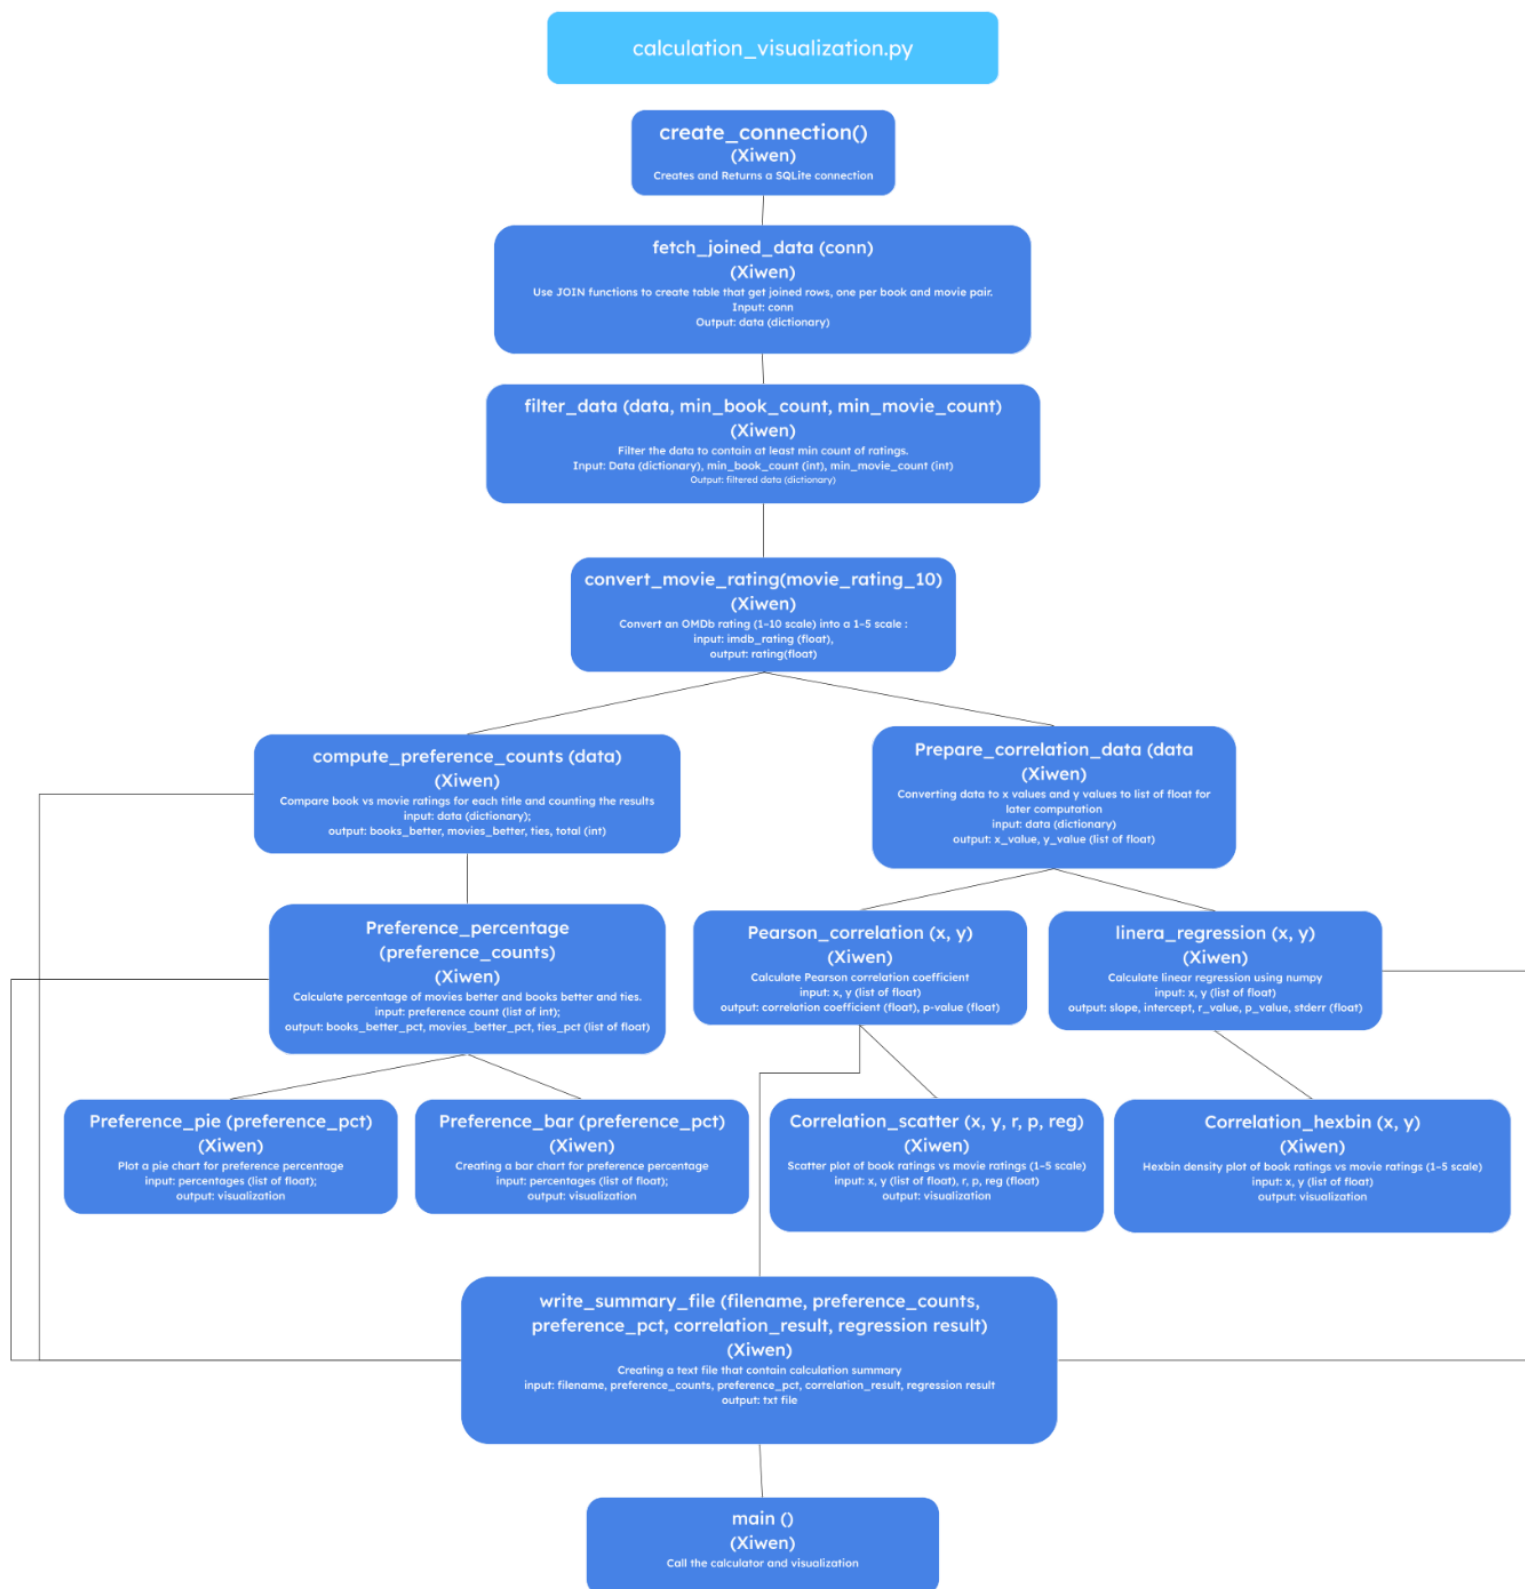 calculation_visualization.py
create_connection()
(Xiwen)
Creates and Returns a SQLite connection
fetch_joined_data (conn)
(Xiwen)
Use JOIN functions to create table that get joined rows, one per book and movie pair.
Input: conn
Output: data (dictionary)
filter_data (data, min_book_count, min_movie_count)
(Xiwen)
Filter the data to contain at least min count of ratings.
Input: Data (dictionary), min_book_count (int), min_movie_count (int)
Output: filtered data (dictionary)
convert_movie_rating(movie_rating_10)
(Xiwen)
Convert an OMDb rating (1–10 scale) into a 1–5 scale :
input: imdb_rating (float),
output: rating(float)
compute_preference_counts (data)
(Xiwen)
Compare book vs movie ratings for each title and counting the results
input: data (dictionary);
output: books_better, movies_better, ties, total (int)
Prepare_correlation_data (data
(Xiwen)
Converting data to x values and y values to list of float for
later computation
input: data (dictionary)
output: x_value, y_value (list of float)
Preference_percentage
(preference_counts)
(Xiwen)
Calculate percentage of movies better and books better and ties.
input: preference count (list of int);
output: books_better_pct, movies_better_pct, ties_pct (list of float)
Pearson_correlation (x, y)
(Xiwen)
Calculate Pearson correlation coefficient
input: x, y (list of float)
output: correlation coefficient (float), p-value (float)
linera_regression (x, y)
(Xiwen)
Calculate linear regression using numpy
input: x, y (list of float)
output: slope, intercept, r_value, p_value, stderr (float)
Preference_pie (preference_pct)
(Xiwen)
Plot a pie chart for preference percentage
input: percentages (list of float);
output: visualization
Preference_bar (preference_pct)
(Xiwen)
Creating a bar chart for preference percentage
input: percentages (list of float);
output: visualization
Correlation_scatter (x, y, r, p, reg)
(Xiwen)
Scatter plot of book ratings vs movie ratings (1–5 scale)
input: x, y (list of float), r, p, reg (float)
output: visualization
Correlation_hexbin (x, y)
(Xiwen)
Hexbin density plot of book ratings vs movie ratings (1–5 scale)
input: x, y (list of float)
output: visualization
write_summary_file (filename, preference_counts,
preference_pct, correlation_result, regression result)
(Xiwen)
Creating a text file that contain calculation summary
input: filename, preference_counts, preference_pct, correlation_result, regression result
output: txt file
main ()
(Xiwen)
Call the calculator and visualization